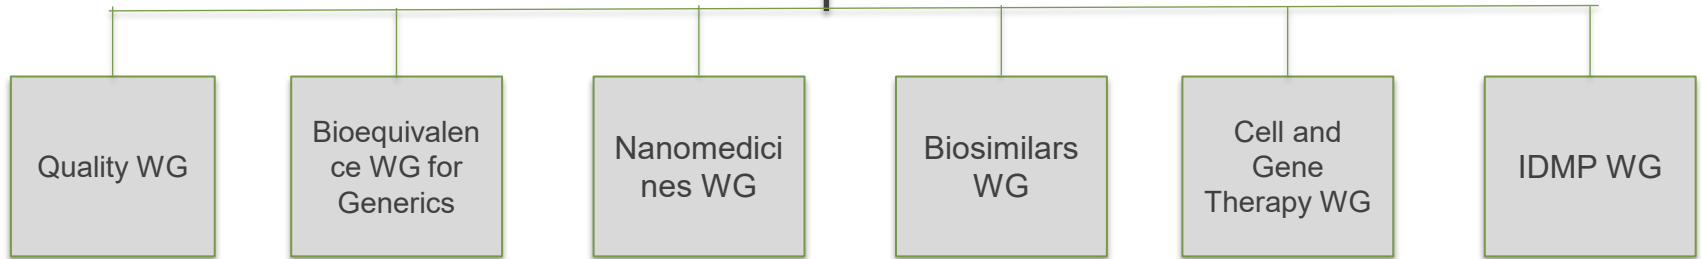 Quality WG
Bioequivalen
ce WG for
Generics
Nanomedici
nes WG
Biosimilars
WG
Cell and
Gene
Therapy WG
IDMP WG